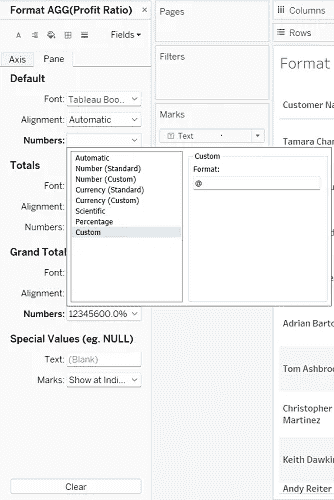 Format AGG(Profit Ratio)
Fields
Axis
Pane
Default
Font: Tableau Boo...
Alignment: Automatic
Numbers:
Totals
Font:
Alignment:
Numbers:
Grand Total
Font:
Alignment:
Numbers: 12345600.0%
Special Values (eg. NULL)
Text: (Blank)
Marks: Show at Indi...
Clear
Automatic
Number (Standard)
Number (Custom)
Currency (Standard)
Currency (Custom)
Scientific
Percentage
Custom
Custom
Format:
@
Pages
Filters
Marks
Text
Columns
Rows
Format
Customer Na
Tamara Chan
Adrian Barto
Tom Ashbroo
Christopher
Martinez
Keith Dawkin
Andy Reiter